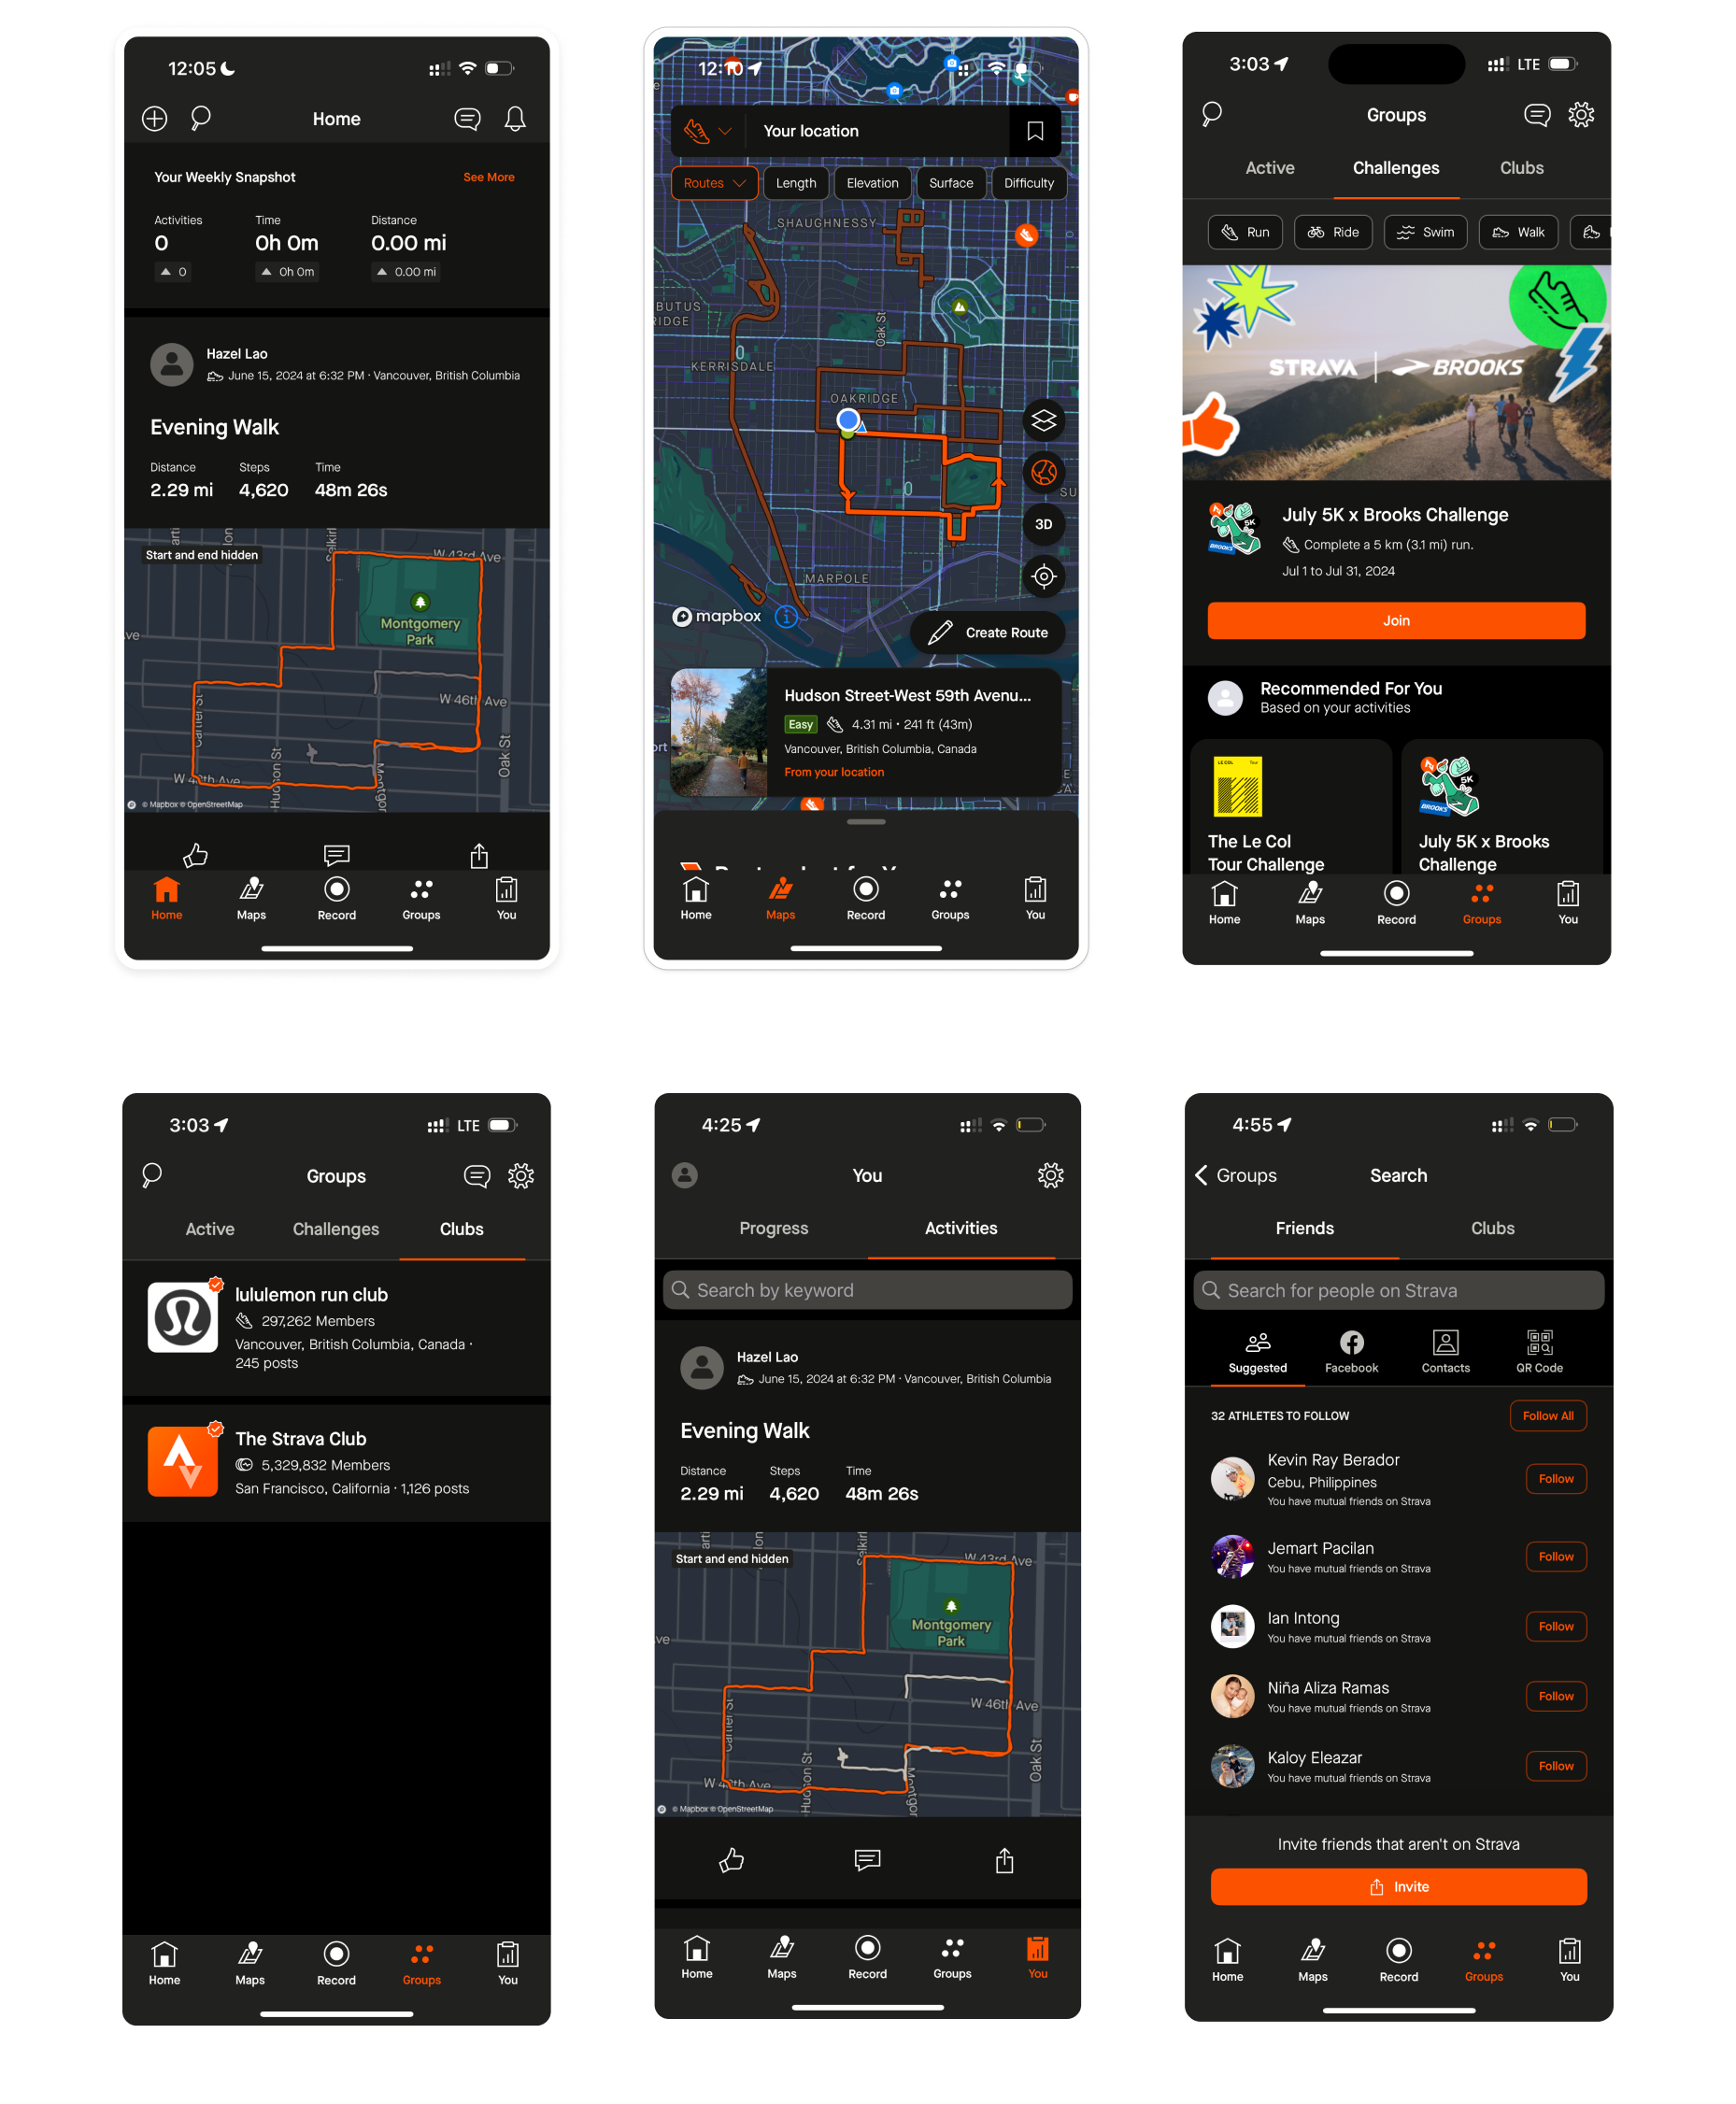 12:05
Home
Your Weekly Snapshot See More
Activities Time Distance
0 0h 0m 0.00 mi
0 0h 0m 0.00 mi
Hazel Lao
June 15, 2024 at 6:32 PM · Vancouver, British Columbia
Evening Walk
Distance Steps Time
2.29 mi 4,620 48m 26s
Start and end hidden
W 43rd Ave
Montgomery
Park
W 46th Ave
Oak St
Hudson St
© Mapbox © OpenStreetMap
Home Maps Record Groups You
12:10
Your location
Routes Length Elevation Surface Difficulty
SHAUGHNESSY
BUTUS
RIDGE
Oak St
KERRISDALE
OAKRIDGE
3D
MARPOLE
mapbox
Create Route
Hudson Street-West 59th Avenu...
Easy 4.31 mi · 241 ft (43m)
Vancouver, British Columbia, Canada
From your location
Home Maps Record Groups You
3:03 LTE
Groups
Active Challenges Clubs
Run Ride Swim Walk
STRAVA | BROOKS
July 5K x Brooks Challenge
Complete a 5 km (3.1 mi) run.
Jul 1 to Jul 31, 2024
Join
Recommended For You
Based on your activities
LE COL Tour
5K
BROOKS
The Le Col
Tour Challenge
July 5K x Brooks
Challenge
Home Maps Record Groups You
3:03 LTE
Groups
Active Challenges Clubs
lululemon run club
297,262 Members
Vancouver, British Columbia, Canada ·
245 posts
The Strava Club
5,329,832 Members
San Francisco, California · 1,126 posts
Home Maps Record Groups You
4:25
You
Progress Activities
Search by keyword
Hazel Lao
June 15, 2024 at 6:32 PM · Vancouver, British Columbia
Evening Walk
Distance Steps Time
2.29 mi 4,620 48m 26s
Start and end hidden
W 43rd Ave
Montgomery
Park
W 46th Ave
Oak St
Hudson St
© Mapbox © OpenStreetMap
Home Maps Record Groups You
4:55
Groups Search
Friends Clubs
Search for people on Strava
Suggested Facebook Contacts QR Code
32 ATHLETES TO FOLLOW Follow All
Kevin Ray Berador
Cebu, Philippines
You have mutual friends on Strava
Follow
Jemart Pacilan
You have mutual friends on Strava
Follow
Ian Intong
You have mutual friends on Strava
Follow
Niña Aliza Ramas
You have mutual friends on Strava
Follow
Kaloy Eleazar
You have mutual friends on Strava
Follow
Invite friends that aren't on Strava
Invite
Home Maps Record Groups You